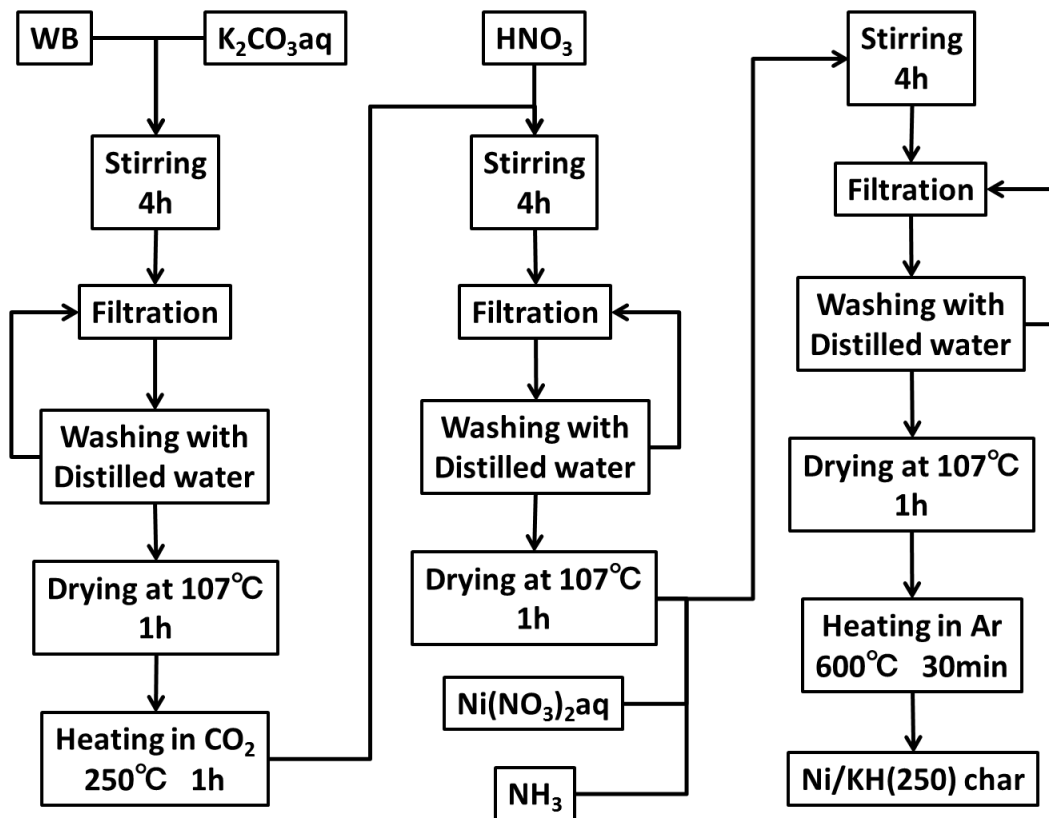 WB
K₂CO₃aq
Stirring
4h
Filtration
Washing with
Distilled water
Drying at 107℃
1h
Heating in CO₂
250℃ 1h
HNO₃
Stirring
4h
Filtration
Washing with
Distilled water
Drying at 107℃
1h
Ni(NO₃)₂aq
NH₃
Stirring
4h
Filtration
Washing with
Distilled water
Drying at 107℃
1h
Heating in Ar
600℃ 30min
Ni/KH(250) char